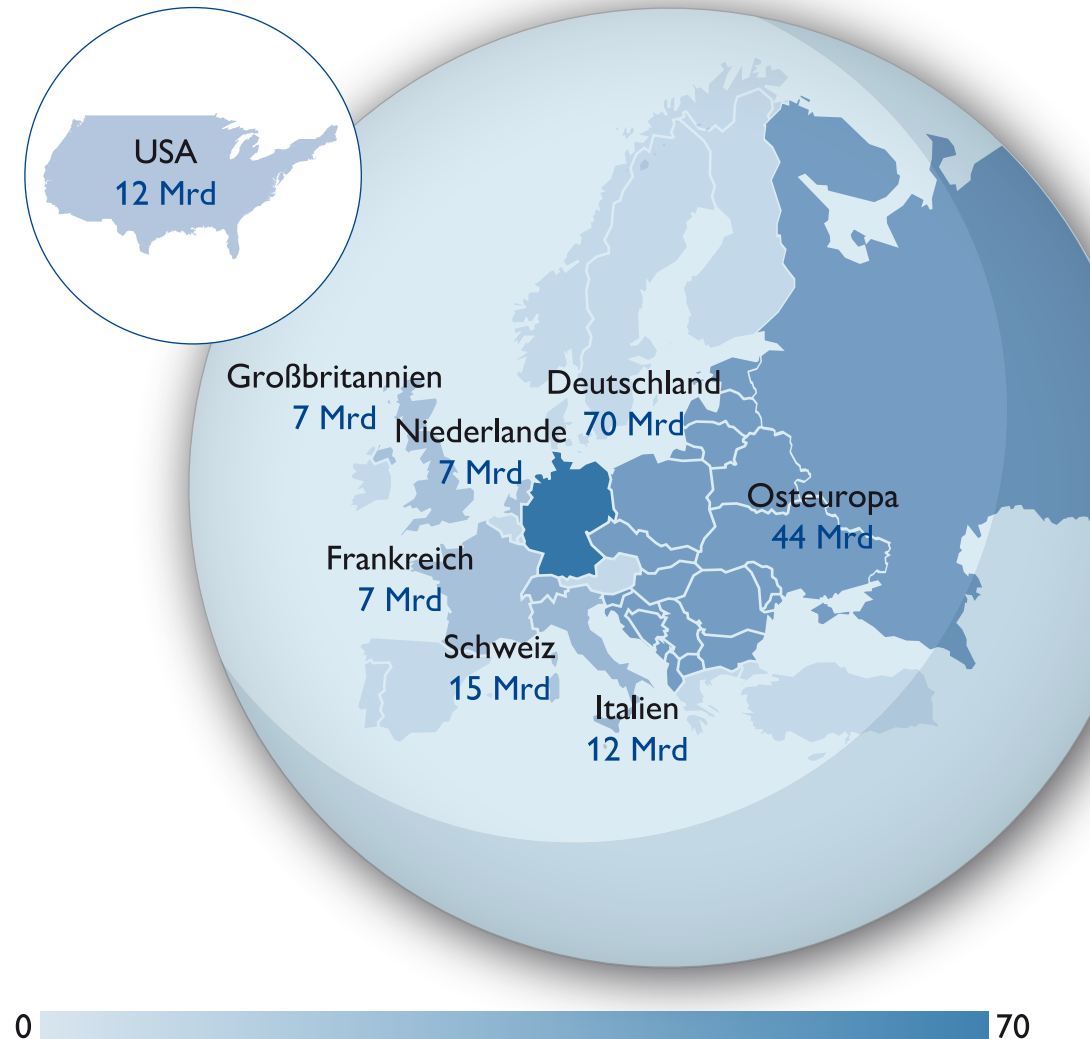 USA
12 Mrd
Großbritannien
7 Mrd
Deutschland
70 Mrd
Niederlande
7 Mrd
Osteuropa
44 Mrd
Frankreich
7 Mrd
Schweiz
15 Mrd
Italien
12 Mrd
0
70